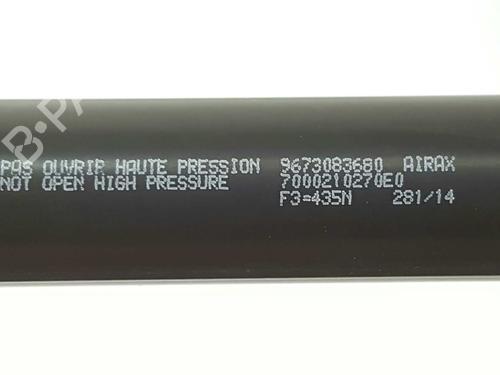 PAS OUVRIR HAUTE PRESSION 9673083680 AIRAX
NOT OPEN HIGH PRESSURE 7000210270E0
F3=435N 281/14